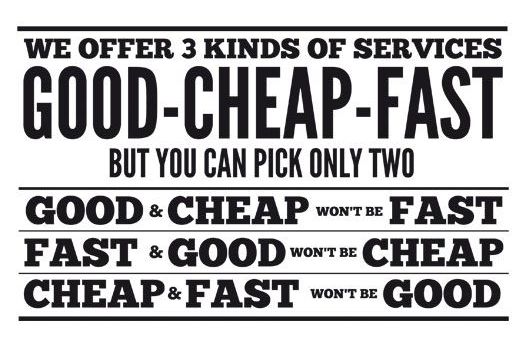 WE OFFER 3 KINDS OF SERVICES
GOOD-CHEAP-FAST
BUT YOU CAN PICK ONLY TWO
GOOD & CHEAP WON'T BE FAST
FAST & GOOD WON'T BE CHEAP
CHEAP & FAST WON'T BE GOOD